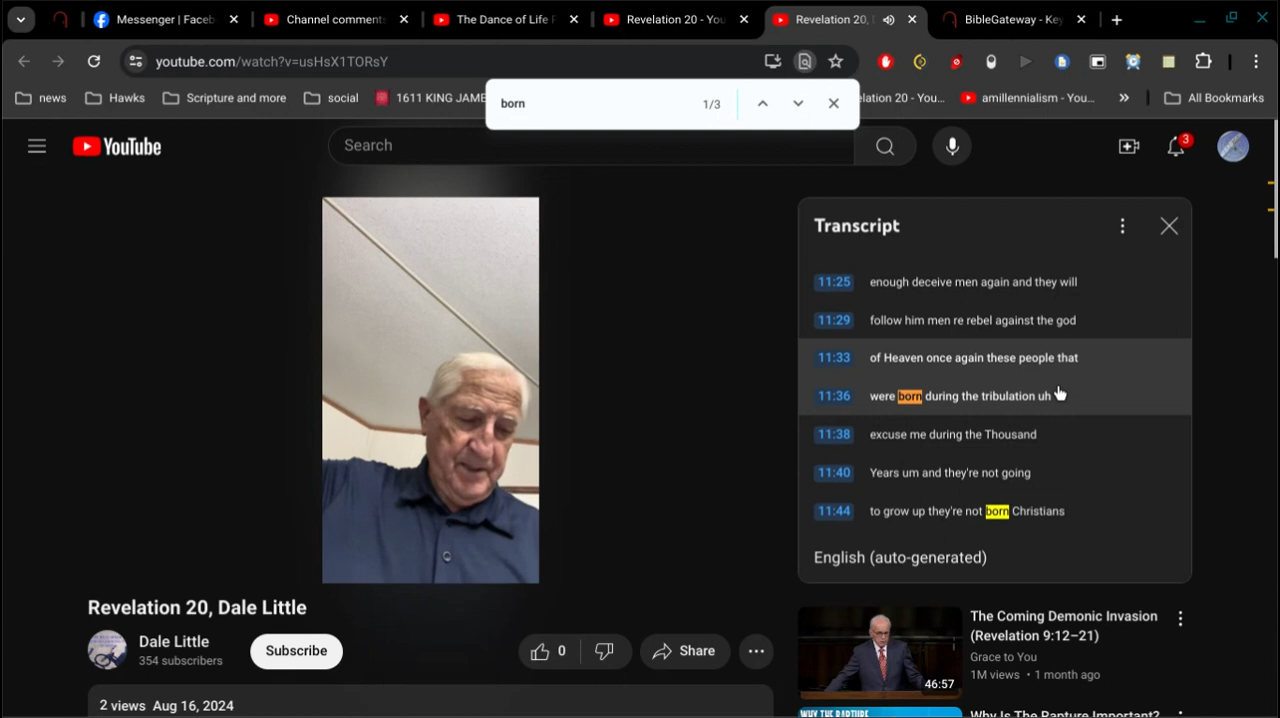 Messenger | Faceb
Channel comments
The Dance of Life P
Revelation 20 - You
Revelation 20, D
BibleGateway - Key
youtube.com/watch?v=usHsX1TORsY
news
Hawks
Scripture and more
social
1611 KING JAME
elation 20 - You...
amillennialism - You...
All Bookmarks
born
1/3
YouTube
Search
3
Transcript
11:25 enough deceive men again and they will
11:29 follow him men re rebel against the god
11:33 of Heaven once again these people that
11:36 were born during the tribulation uh
11:38 excuse me during the Thousand
11:40 Years um and they're not going
11:44 to grow up they're not born Christians
English (auto-generated)
Revelation 20, Dale Little
Dale Little
354 subscribers
Subscribe
0
Share
2 views Aug 16, 2024
The Coming Demonic Invasion
(Revelation 9:12–21)
Grace to You
1M views • 1 month ago
46:57
Why Is The Rapture Important?
WHY THE RAPTURE